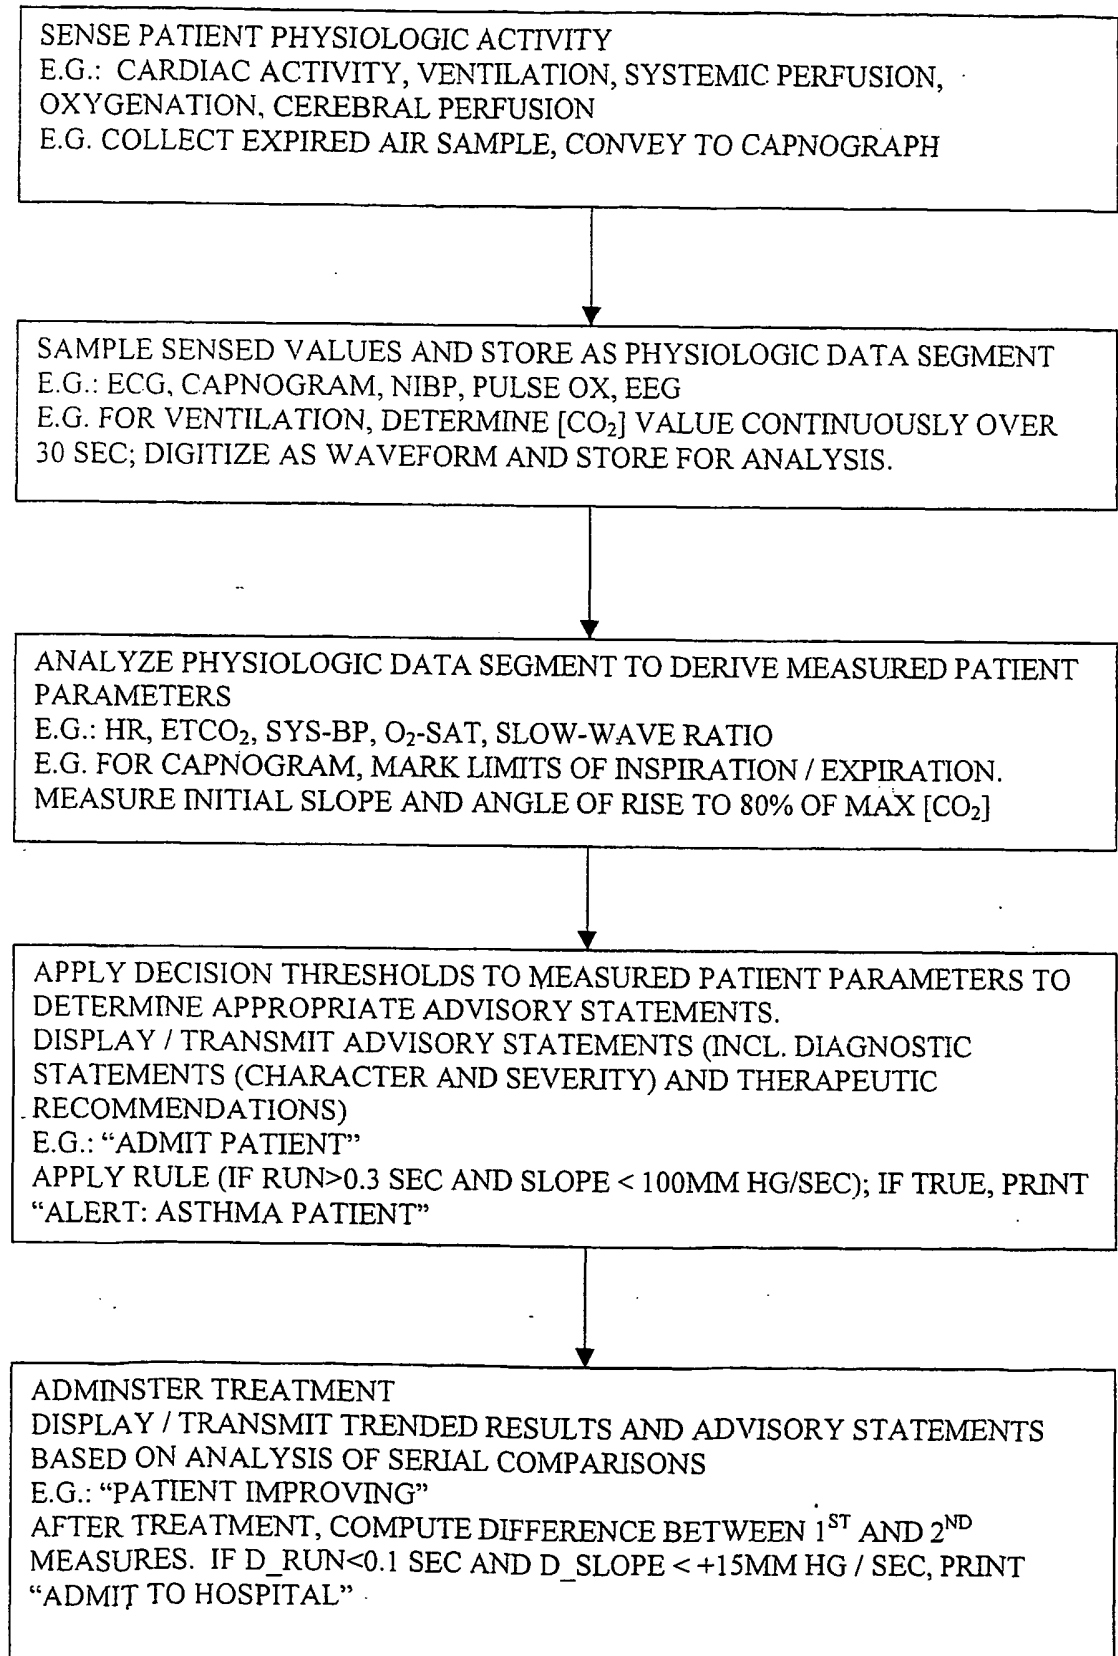 SENSE PATIENT PHYSIOLOGIC ACTIVITY
E.G.: CARDIAC ACTIVITY, VENTILATION, SYSTEMIC PERFUSION,
OXYGENATION, CEREBRAL PERFUSION
E.G. COLLECT EXPIRED AIR SAMPLE, CONVEY TO CAPNOGRAPH
SAMPLE SENSED VALUES AND STORE AS PHYSIOLOGIC DATA SEGMENT
E.G.: ECG, CAPNOGRAM, NIBP, PULSE OX, EEG
E.G. FOR VENTILATION, DETERMINE [CO₂] VALUE CONTINUOUSLY OVER
30 SEC; DIGITIZE AS WAVEFORM AND STORE FOR ANALYSIS.
ANALYZE PHYSIOLOGIC DATA SEGMENT TO DERIVE MEASURED PATIENT
PARAMETERS
E.G.: HR, ETCO₂, SYS-BP, O₂-SAT, SLOW-WAVE RATIO
E.G. FOR CAPNOGRAM, MARK LIMITS OF INSPIRATION / EXPIRATION.
MEASURE INITIAL SLOPE AND ANGLE OF RISE TO 80% OF MAX [CO₂]
APPLY DECISION THRESHOLDS TO MEASURED PATIENT PARAMETERS TO
DETERMINE APPROPRIATE ADVISORY STATEMENTS.
DISPLAY / TRANSMIT ADVISORY STATEMENTS (INCL. DIAGNOSTIC
STATEMENTS (CHARACTER AND SEVERITY) AND THERAPEUTIC
RECOMMENDATIONS)
E.G.: “ADMIT PATIENT”
APPLY RULE (IF RUN>0.3 SEC AND SLOPE < 100MM HG/SEC); IF TRUE, PRINT
“ALERT: ASTHMA PATIENT”
ADMINSTER TREATMENT
DISPLAY / TRANSMIT TRENDED RESULTS AND ADVISORY STATEMENTS
BASED ON ANALYSIS OF SERIAL COMPARISONS
E.G.: “PATIENT IMPROVING”
AFTER TREATMENT, COMPUTE DIFFERENCE BETWEEN 1ST AND 2ND
MEASURES. IF D_RUN<0.1 SEC AND D_SLOPE < +15MM HG / SEC, PRINT
“ADMIT TO HOSPITAL”